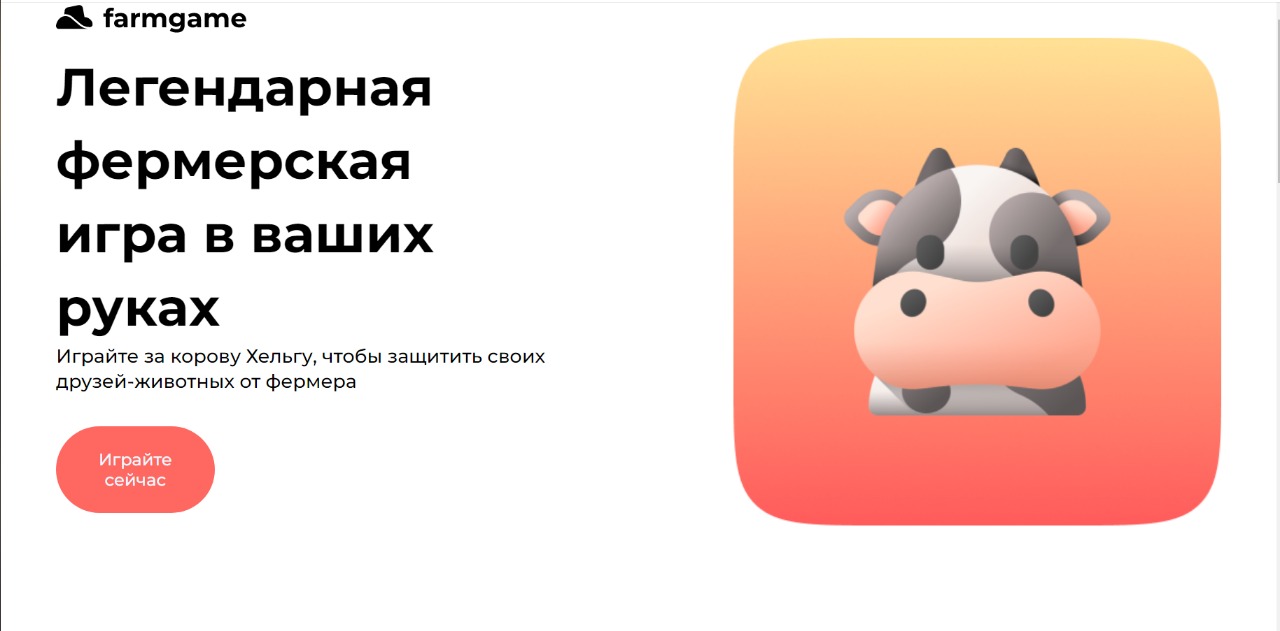 farmgame
Легендарная
фермерская
игра в ваших
руках
Играйте за корову Хельгу, чтобы защитить своих
друзей-животных от фермера
Играйте
сейчас